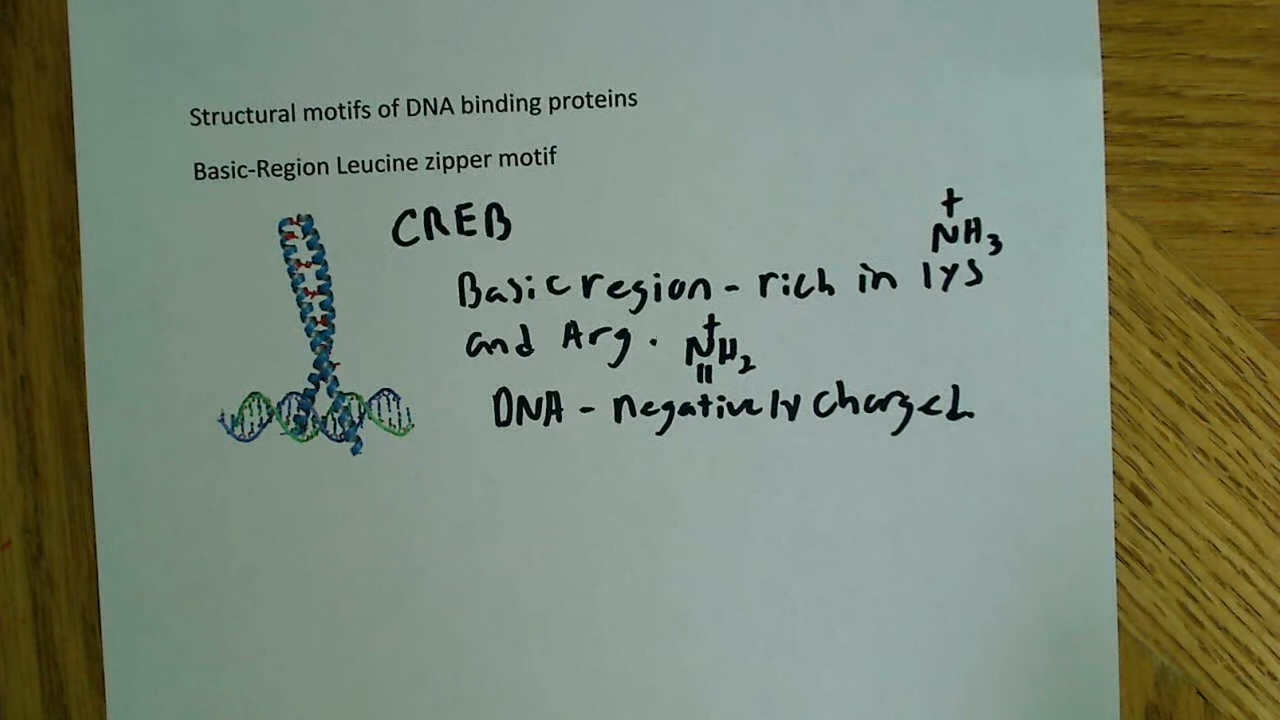 Structural motifs of DNA binding proteins
Basic-Region Leucine zipper motif
CREB
+
NH3
Basic region - rich in lys
and Arg. +
NH2
=
DNA - negatively charged